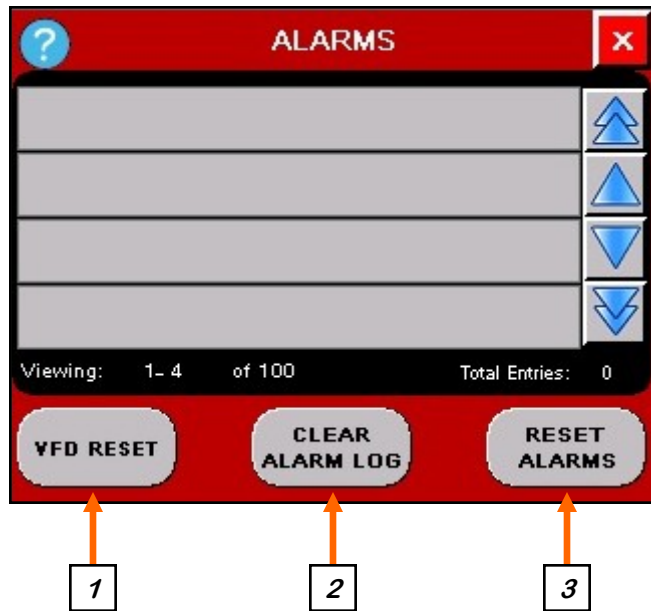 ?
ALARMS
x
Viewing: 1- 4 of 100 Total Entries: 0
VFD RESET
CLEAR
ALARM LOG
RESET
ALARMS
1 2 3